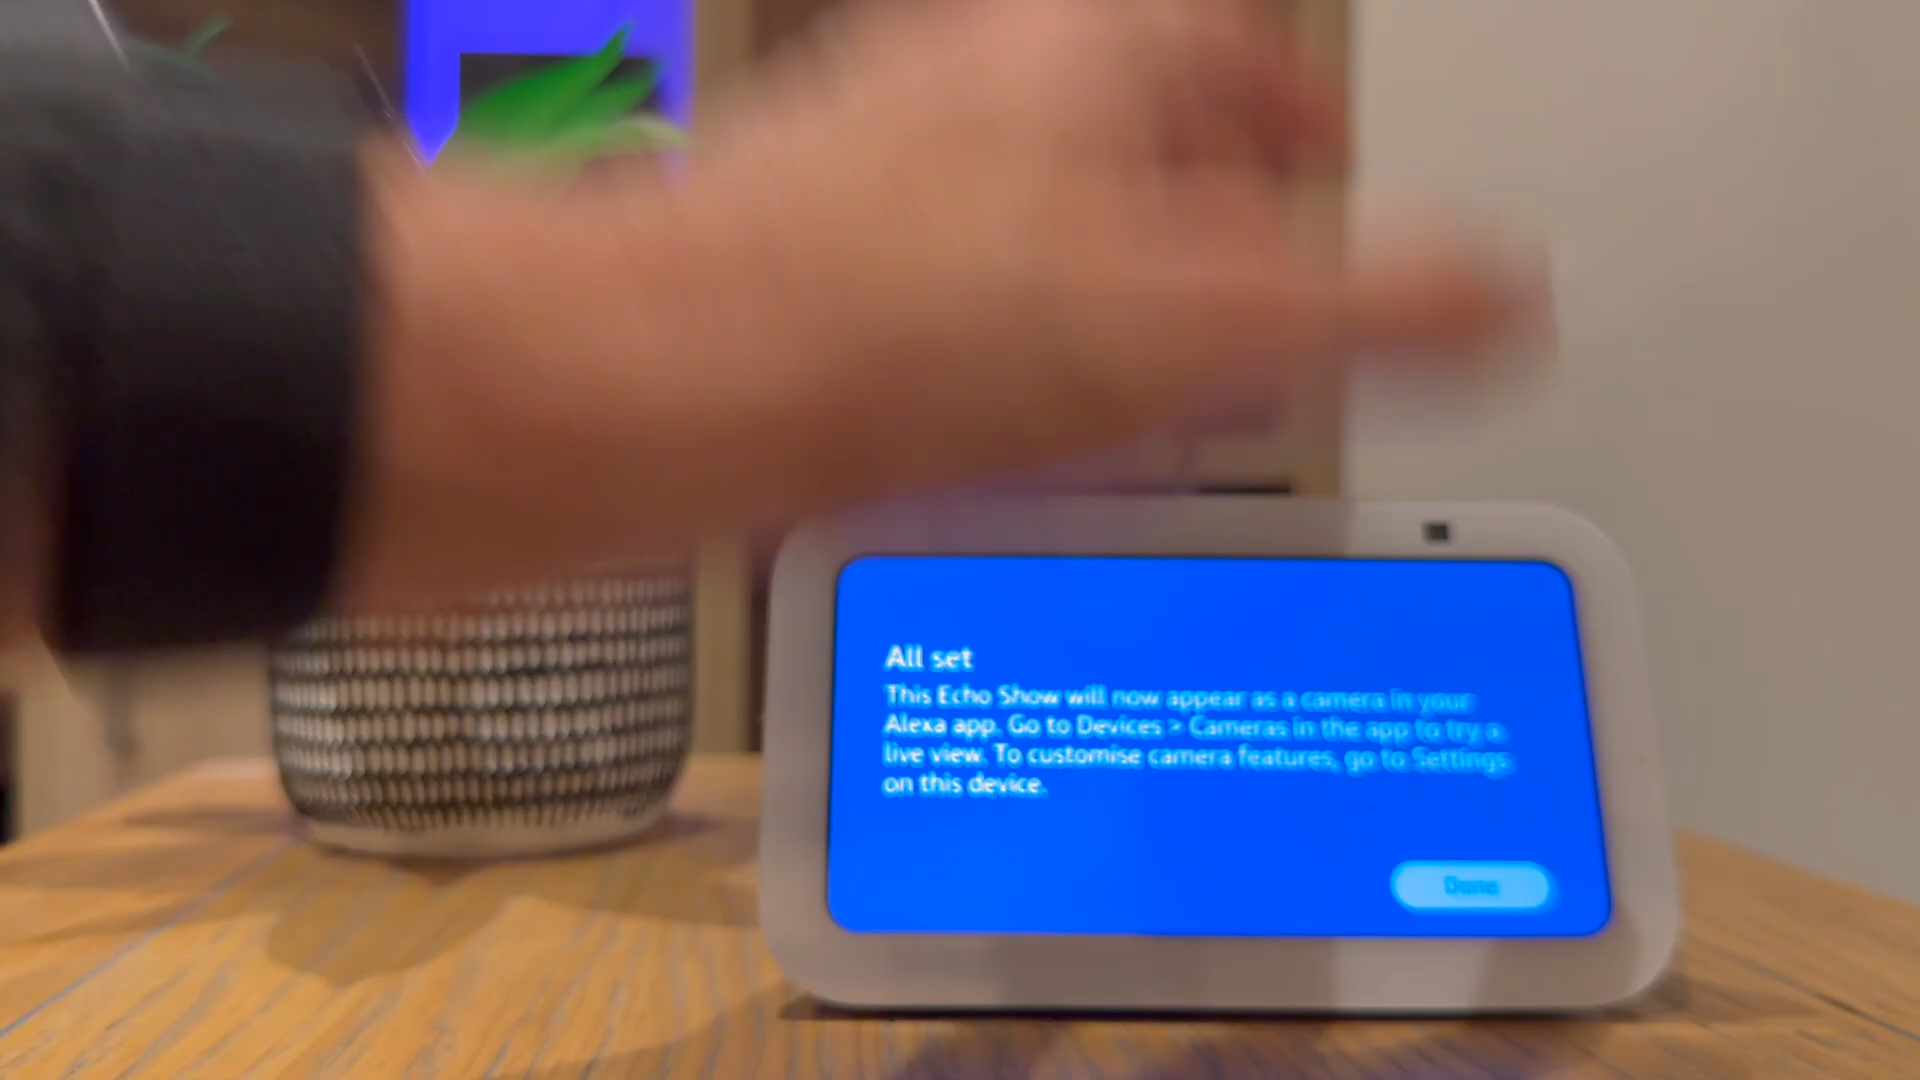 All set
This Echo Show will now appear as a camera in your
Alexa app. Go to Devices > Cameras in the app to try a
live view. To customise camera features, go to Settings
on this device.
Done